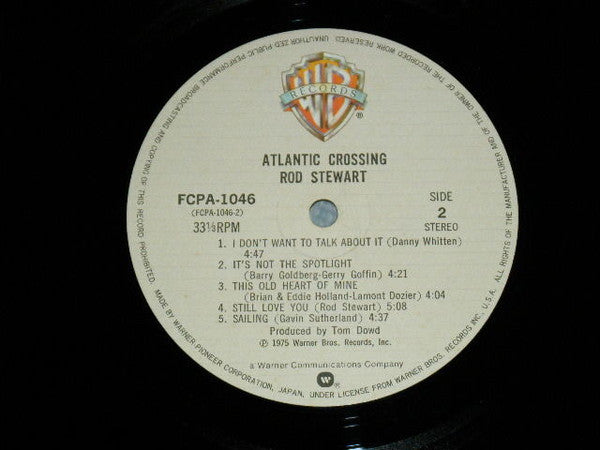 UNAUTHORIZED PUBLIC PERFORMANCE BROADCASTING AND COPYING OF THIS RECORD PROHIBITED.
ALL RIGHTS OF THE MANUFACTURER AND OF THE OWNER OF THE RECORDED WORK RESERVED.
WB
RECORDS
®
ATLANTIC CROSSING
ROD STEWART
FCPA-1046
(FCPA-1046-2)
33⅓RPM
SIDE
2
STEREO
1. I DON'T WANT TO TALK ABOUT IT (Danny Whitten)
4:47
2. IT'S NOT THE SPOTLIGHT
(Barry Goldberg-Gerry Goffin) 4:21
3. THIS OLD HEART OF MINE
(Brian & Eddie Holland-Lamont Dozier) 4:04
4. STILL LOVE YOU (Rod Stewart) 5:08
5. SAILING (Gavin Sutherland) 4:37
Produced by Tom Dowd
℗ 1975 Warner Bros. Records, Inc.
a Warner Communications Company
W ®
MADE BY WARNER-PIONEER CORPORATION, JAPAN, UNDER LICENSE FROM WARNER BROS. RECORDS INC. U.S.A.